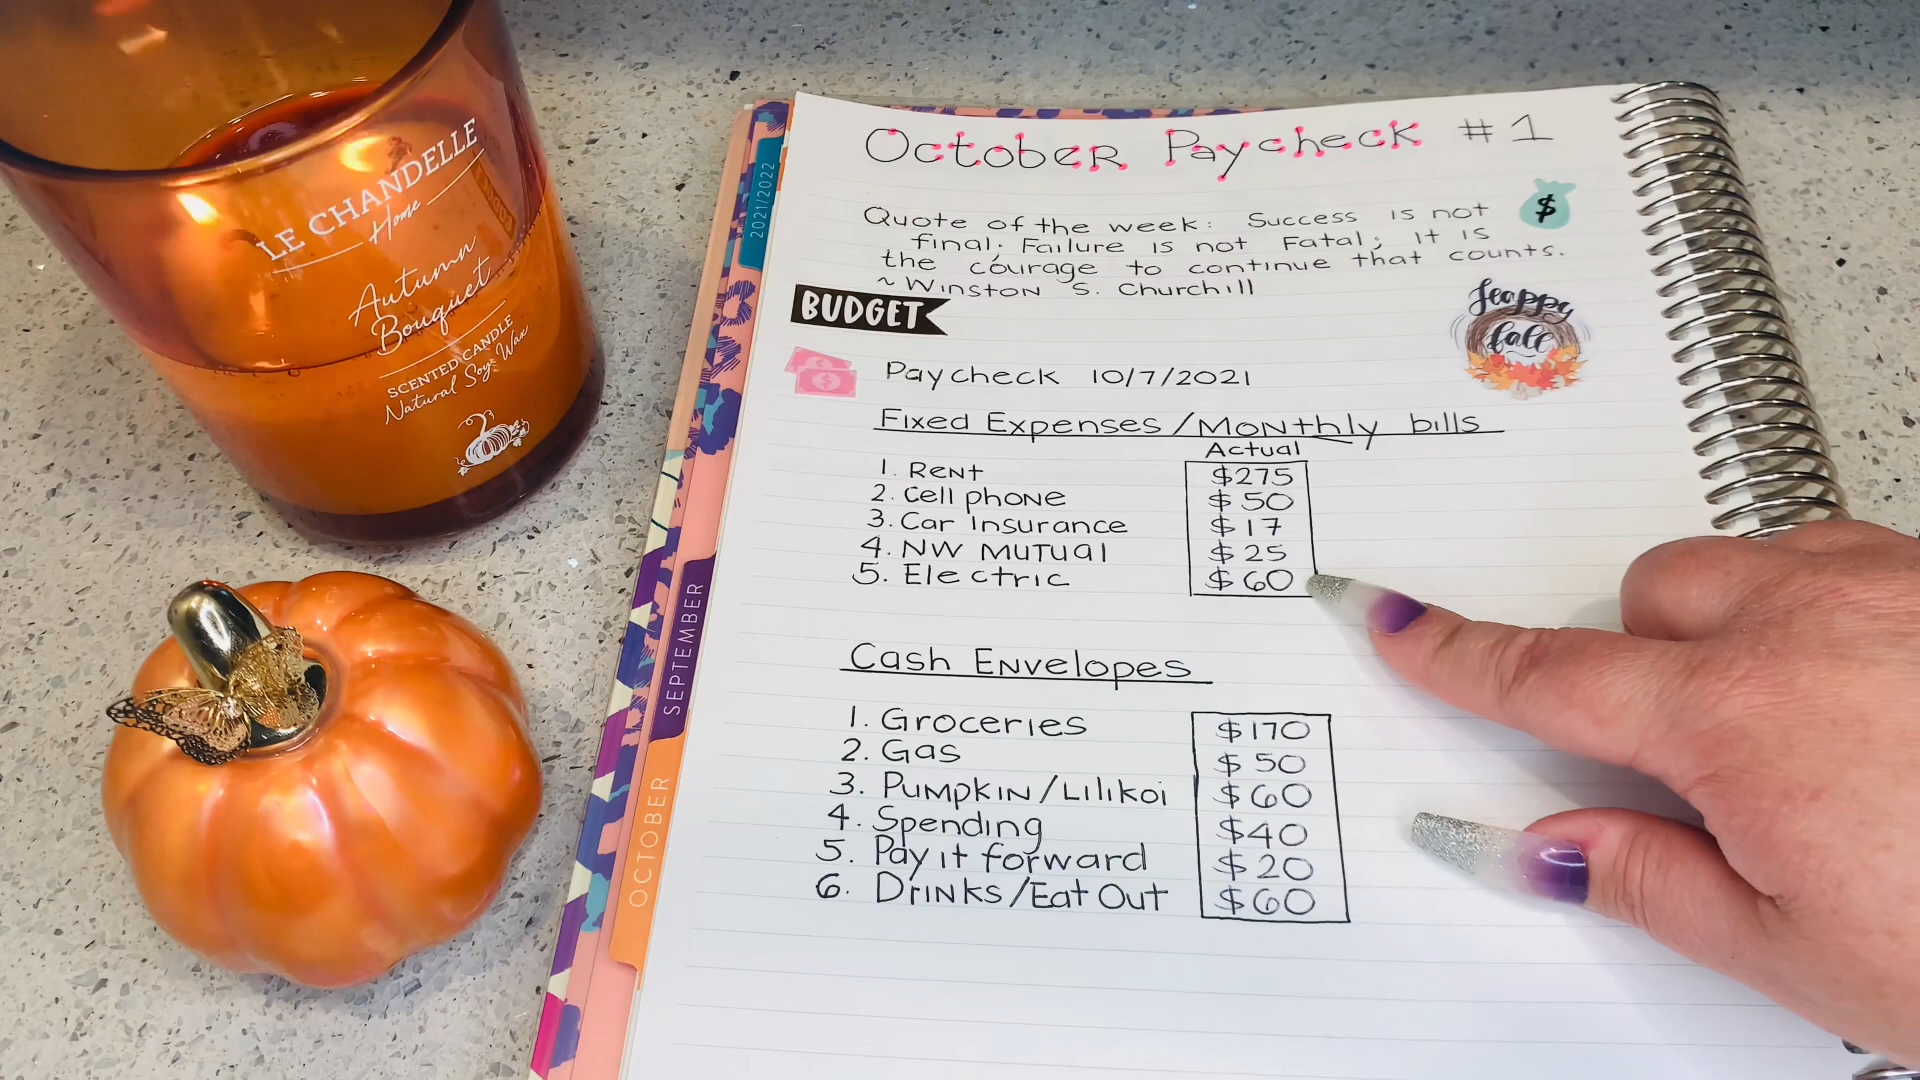 LE CHANDELLE
Home
Autumn
Bouquet
SCENTED CANDLE
Natural Soy Wax
2021/2022
SEPTEMBER
OCTOBER
October Paycheck #1
Quote of the week: Success is not
final; Failure is not Fatal; it is
the courage to continue that counts.
~ Winston S. Churchill
$
BUDGET
Happy
fall
Paycheck 10/7/2021
Fixed Expenses/Monthly bills
Actual
1. Rent $275
2. Cell phone $50
3. Car Insurance $17
4. NW Mutual $25
5. Electric $60
Cash Envelopes
1. Groceries $170
2. Gas $50
3. Pumpkin/Lilikoi $60
4. Spending $40
5. Pay it forward $20
6. Drinks/Eat Out $60